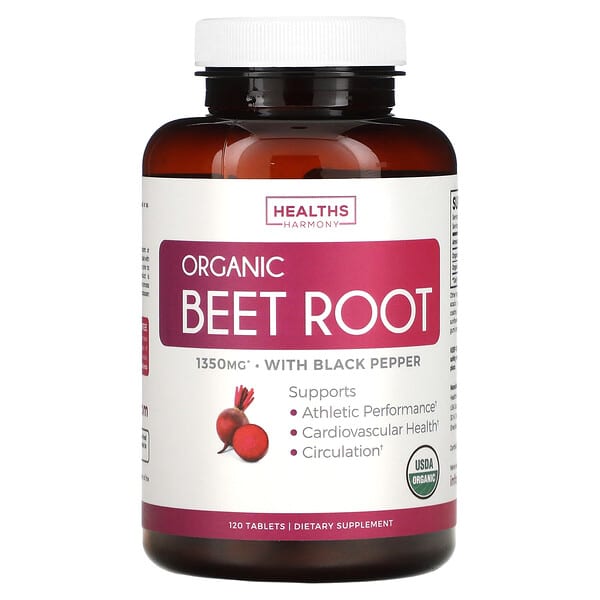 HEALTHS
HARMONY
ORGANIC
BEET ROOT
1350MG* • WITH BLACK PEPPER
Supports
• Athletic Performance†
• Cardiovascular Health†
• Circulation†
USDA
ORGANIC
120 TABLETS | DIETARY SUPPLEMENT